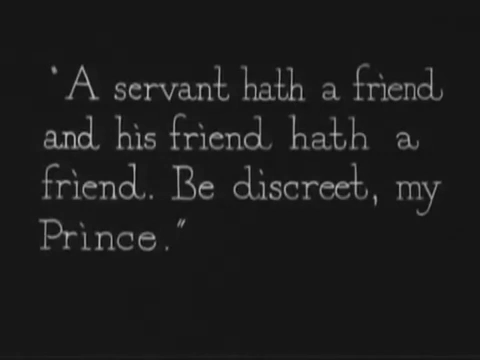 "A servant hath a friend
and his friend hath a
friend. Be discreet, my
Prince."